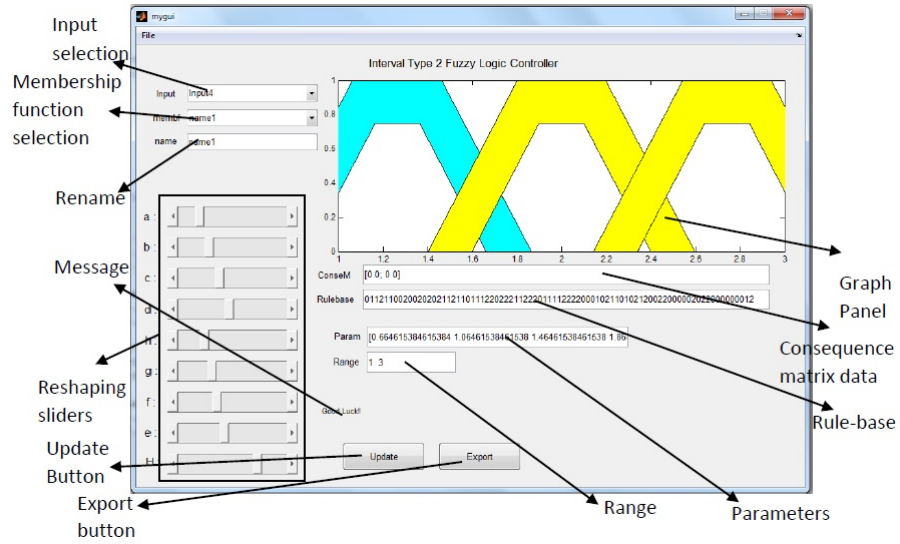 Input
selection
Membership
function
selection
Rename
Message
Reshaping
sliders
Update
Button
Export
button
mygui
File
Interval Type 2 Fuzzy Logic Controller
Input Input4
membf name1
name name1
a :
b :
c :
d :
h :
g :
f :
e :
H :
1
0.8
0.6
0.4
0.2
0
1 1.2 1.4 1.6 1.8 2 2.2 2.4 2.6 2.8 3
ConseM [0 0; 0 0]
Rulebase
Param [0.664615384615384 1.06461538461538 1.46461538461538 1.86
Range 1 3
Good Luck!!
Update Export
Graph
Panel
Consequence
matrix data
Rule-base
Range
Parameters